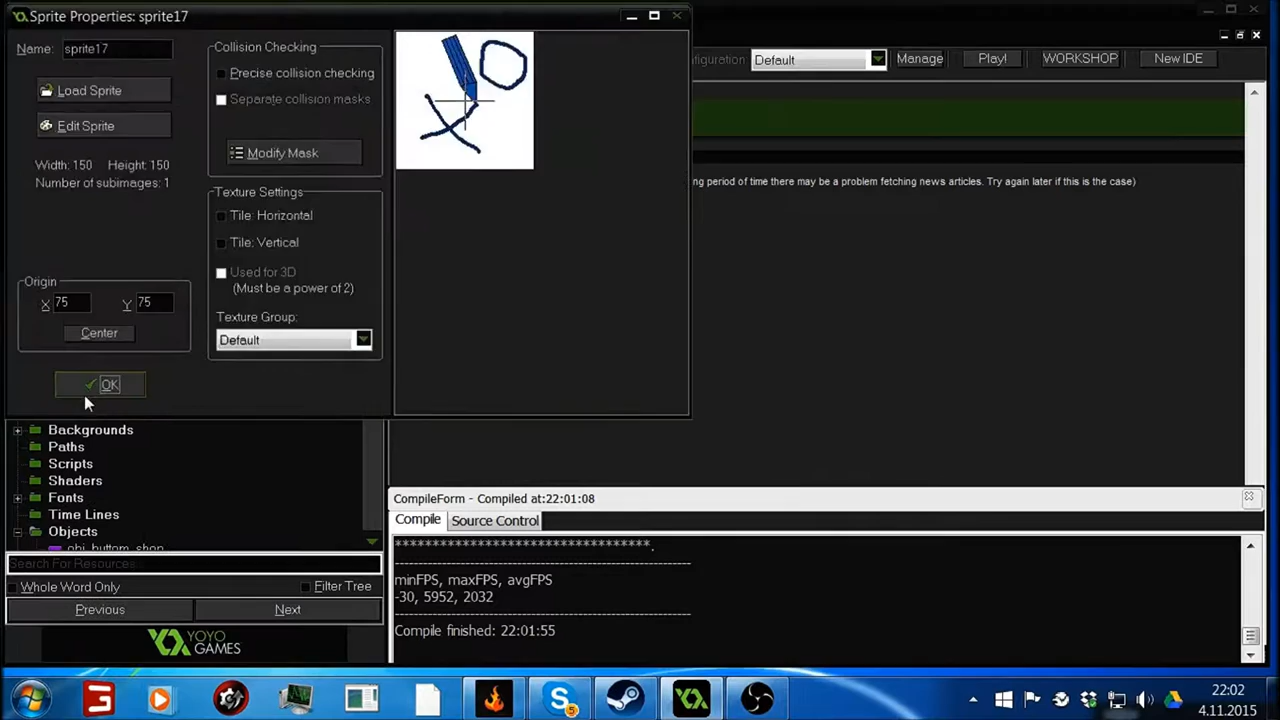 Sprite Properties: sprite17
Name: sprite17
Load Sprite
Edit Sprite
Width: 150 Height: 150
Number of subimages: 1
Origin
X 75 Y 75
Center
OK
Collision Checking
Precise collision checking
Separate collision masks
Modify Mask
Texture Settings
Tile: Horizontal
Tile: Vertical
Used for 3D
(Must be a power of 2)
Texture Group:
Default
Default
Manage
Play!
WORKSHOP
New IDE
ng period of time there may be a problem fetching news articles. Try again later if this is the case)
Backgrounds
Paths
Scripts
Shaders
Fonts
Time Lines
Objects
obj_buttom_shop
Search For Resources...
Whole Word Only
Filter Tree
Previous
Next
YOYO
GAMES
CompileForm - Compiled at:22:01:08
Compile
Source Control
***********************************.
minFPS, maxFPS, avgFPS
-30, 5952, 2032
Compile finished: 22:01:55
5
22:02
4.11.2015